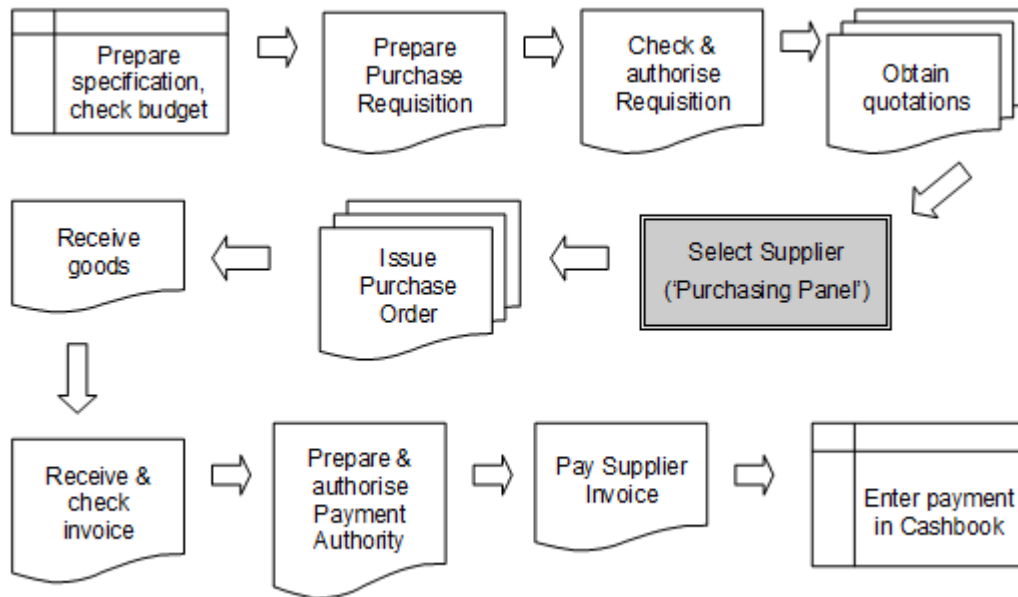 Prepare
specification,
check budget
Prepare
Purchase
Requisition
Check &
authorise
Requisition
Obtain
quotations
Select Supplier
(‘Purchasing Panel’)
Issue
Purchase
Order
Receive
goods
Receive &
check
invoice
Prepare &
authorise
Payment
Authority
Pay Supplier
Invoice
Enter payment
in Cashbook